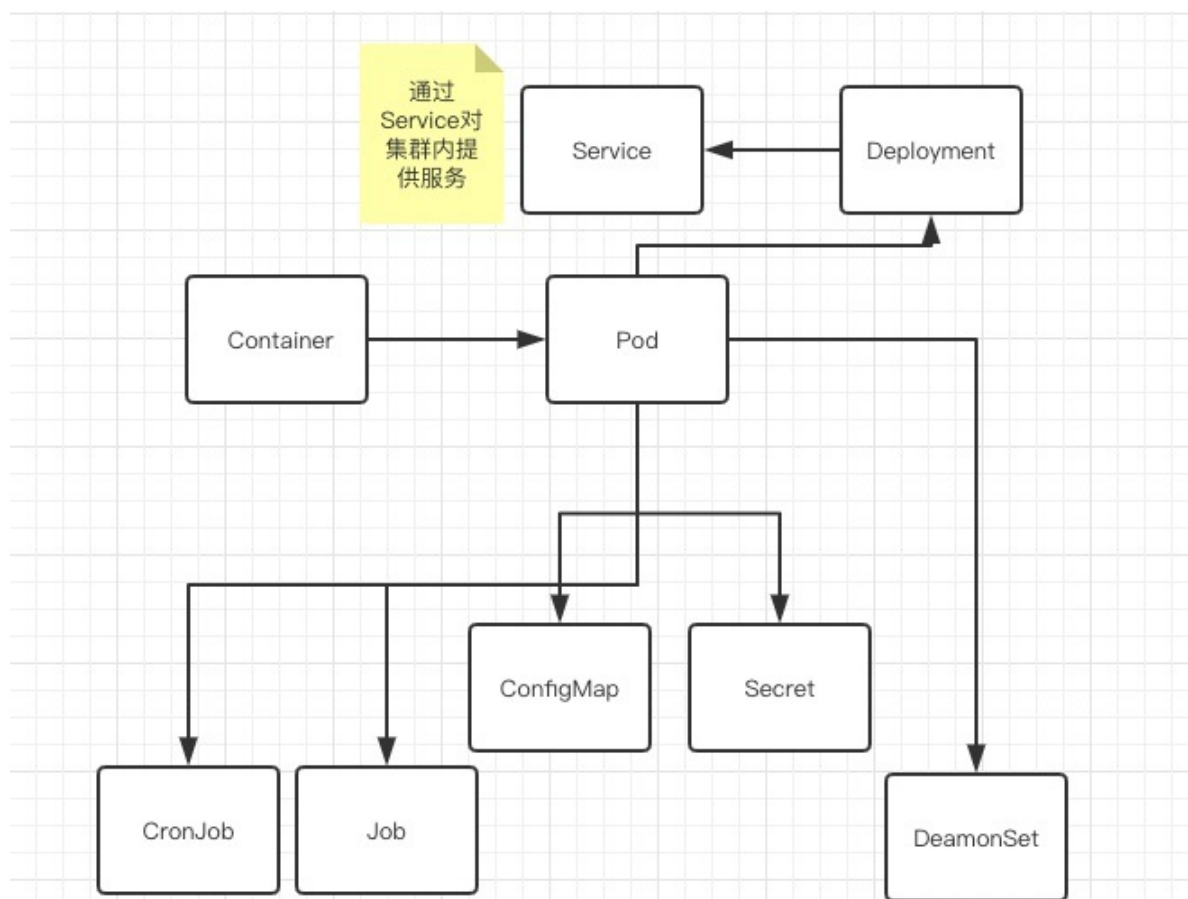 通过
Service对
集群内提
供服务
Service
Deployment
Container
Pod
ConfigMap
Secret
CronJob
Job
DeamonSet